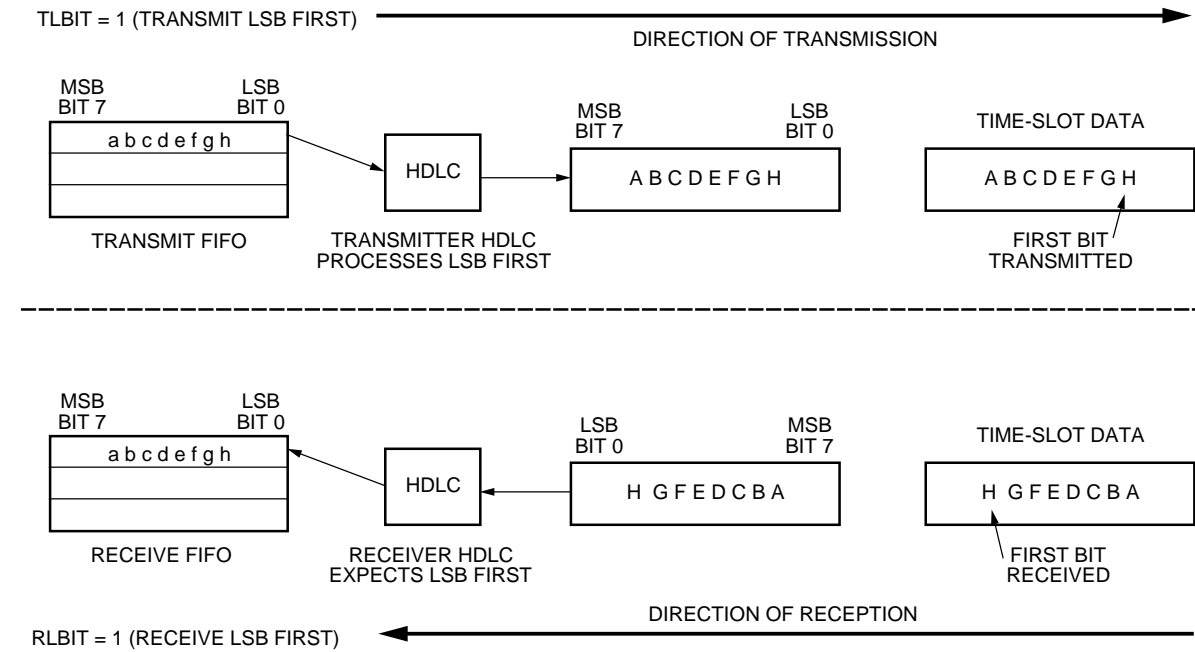 TLBIT = 1 (TRANSMIT LSB FIRST)
DIRECTION OF TRANSMISSION
MSB
BIT 7
LSB
BIT 0
a b c d e f g h
TRANSMIT FIFO
HDLC
TRANSMITTER HDLC
PROCESSES LSB FIRST
MSB
BIT 7
LSB
BIT 0
A B C D E F G H
TIME-SLOT DATA
A B C D E F G H
FIRST BIT
TRANSMITTED
MSB
BIT 7
LSB
BIT 0
a b c d e f g h
RECEIVE FIFO
HDLC
RECEIVER HDLC
EXPECTS LSB FIRST
LSB
BIT 0
MSB
BIT 7
H G F E D C B A
TIME-SLOT DATA
H G F E D C B A
FIRST BIT
RECEIVED
DIRECTION OF RECEPTION
RLBIT = 1 (RECEIVE LSB FIRST)